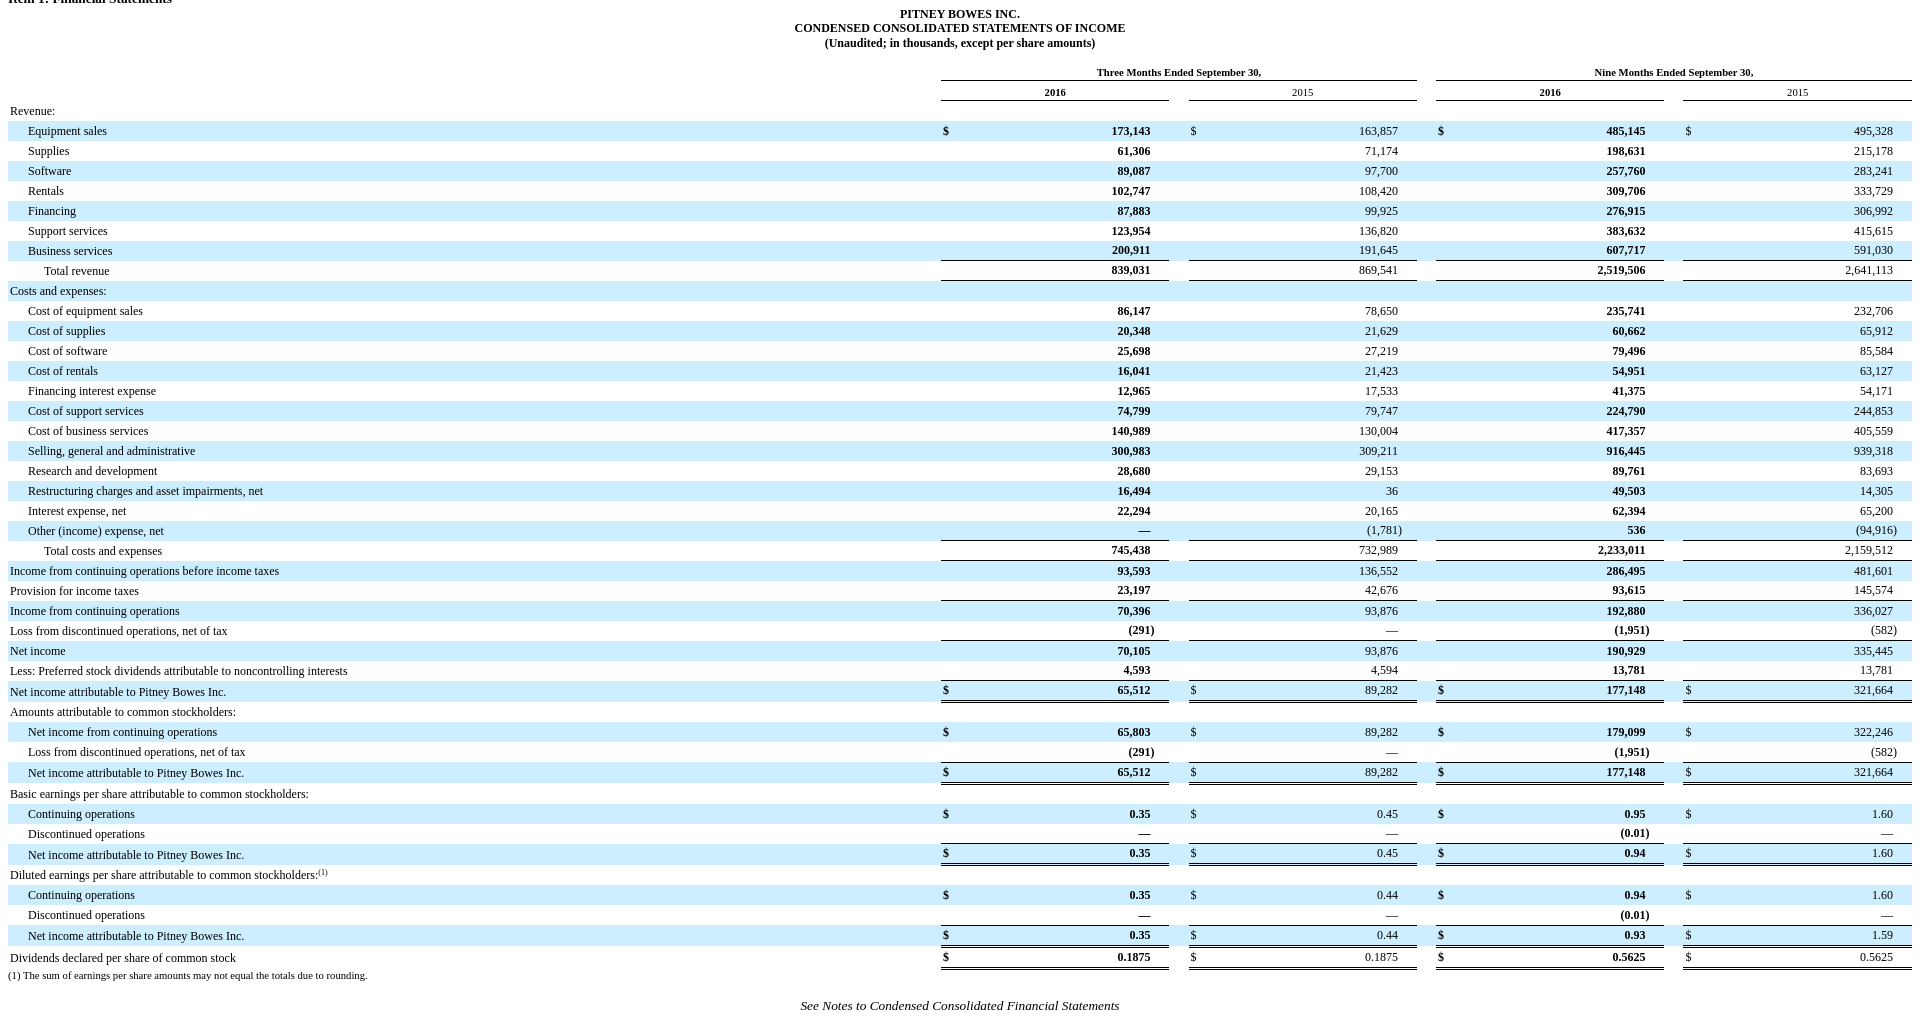 Item 1. Financial Statements
PITNEY BOWES INC.
CONDENSED CONSOLIDATED STATEMENTS OF INCOME
(Unaudited; in thousands, except per share amounts)
Three Months Ended September 30, Nine Months Ended September 30,
2016 2015 2016 2015
Revenue:
Equipment sales $ 173,143 $ 163,857 $ 485,145 $ 495,328
Supplies 61,306 71,174 198,631 215,178
Software 89,087 97,700 257,760 283,241
Rentals 102,747 108,420 309,706 333,729
Financing 87,883 99,925 276,915 306,992
Support services 123,954 136,820 383,632 415,615
Business services 200,911 191,645 607,717 591,030
Total revenue 839,031 869,541 2,519,506 2,641,113
Costs and expenses:
Cost of equipment sales 86,147 78,650 235,741 232,706
Cost of supplies 20,348 21,629 60,662 65,912
Cost of software 25,698 27,219 79,496 85,584
Cost of rentals 16,041 21,423 54,951 63,127
Financing interest expense 12,965 17,533 41,375 54,171
Cost of support services 74,799 79,747 224,790 244,853
Cost of business services 140,989 130,004 417,357 405,559
Selling, general and administrative 300,983 309,211 916,445 939,318
Research and development 28,680 29,153 89,761 83,693
Restructuring charges and asset impairments, net 16,494 36 49,503 14,305
Interest expense, net 22,294 20,165 62,394 65,200
Other (income) expense, net — (1,781) 536 (94,916)
Total costs and expenses 745,438 732,989 2,233,011 2,159,512
Income from continuing operations before income taxes 93,593 136,552 286,495 481,601
Provision for income taxes 23,197 42,676 93,615 145,574
Income from continuing operations 70,396 93,876 192,880 336,027
Loss from discontinued operations, net of tax (291) — (1,951) (582)
Net income 70,105 93,876 190,929 335,445
Less: Preferred stock dividends attributable to noncontrolling interests 4,593 4,594 13,781 13,781
Net income attributable to Pitney Bowes Inc. $ 65,512 $ 89,282 $ 177,148 $ 321,664
Amounts attributable to common stockholders:
Net income from continuing operations $ 65,803 $ 89,282 $ 179,099 $ 322,246
Loss from discontinued operations, net of tax (291) — (1,951) (582)
Net income attributable to Pitney Bowes Inc. $ 65,512 $ 89,282 $ 177,148 $ 321,664
Basic earnings per share attributable to common stockholders:
Continuing operations $ 0.35 $ 0.45 $ 0.95 $ 1.60
Discontinued operations — — (0.01) —
Net income attributable to Pitney Bowes Inc. $ 0.35 $ 0.45 $ 0.94 $ 1.60
Diluted earnings per share attributable to common stockholders:(1)
Continuing operations $ 0.35 $ 0.44 $ 0.94 $ 1.60
Discontinued operations — — (0.01) —
Net income attributable to Pitney Bowes Inc. $ 0.35 $ 0.44 $ 0.93 $ 1.59
Dividends declared per share of common stock $ 0.1875 $ 0.1875 $ 0.5625 $ 0.5625
(1) The sum of earnings per share amounts may not equal the totals due to rounding.
See Notes to Condensed Consolidated Financial Statements